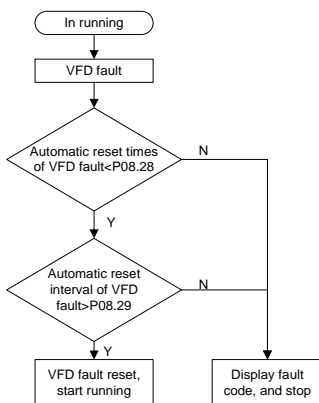 In running
VFD fault
Automatic reset times
of VFD fault<P08.28
N
Y
Automatic
reset
interval of VFD
fault>P08.29
N
Y
VFD fault reset,
start running
Display fault
code, and stop